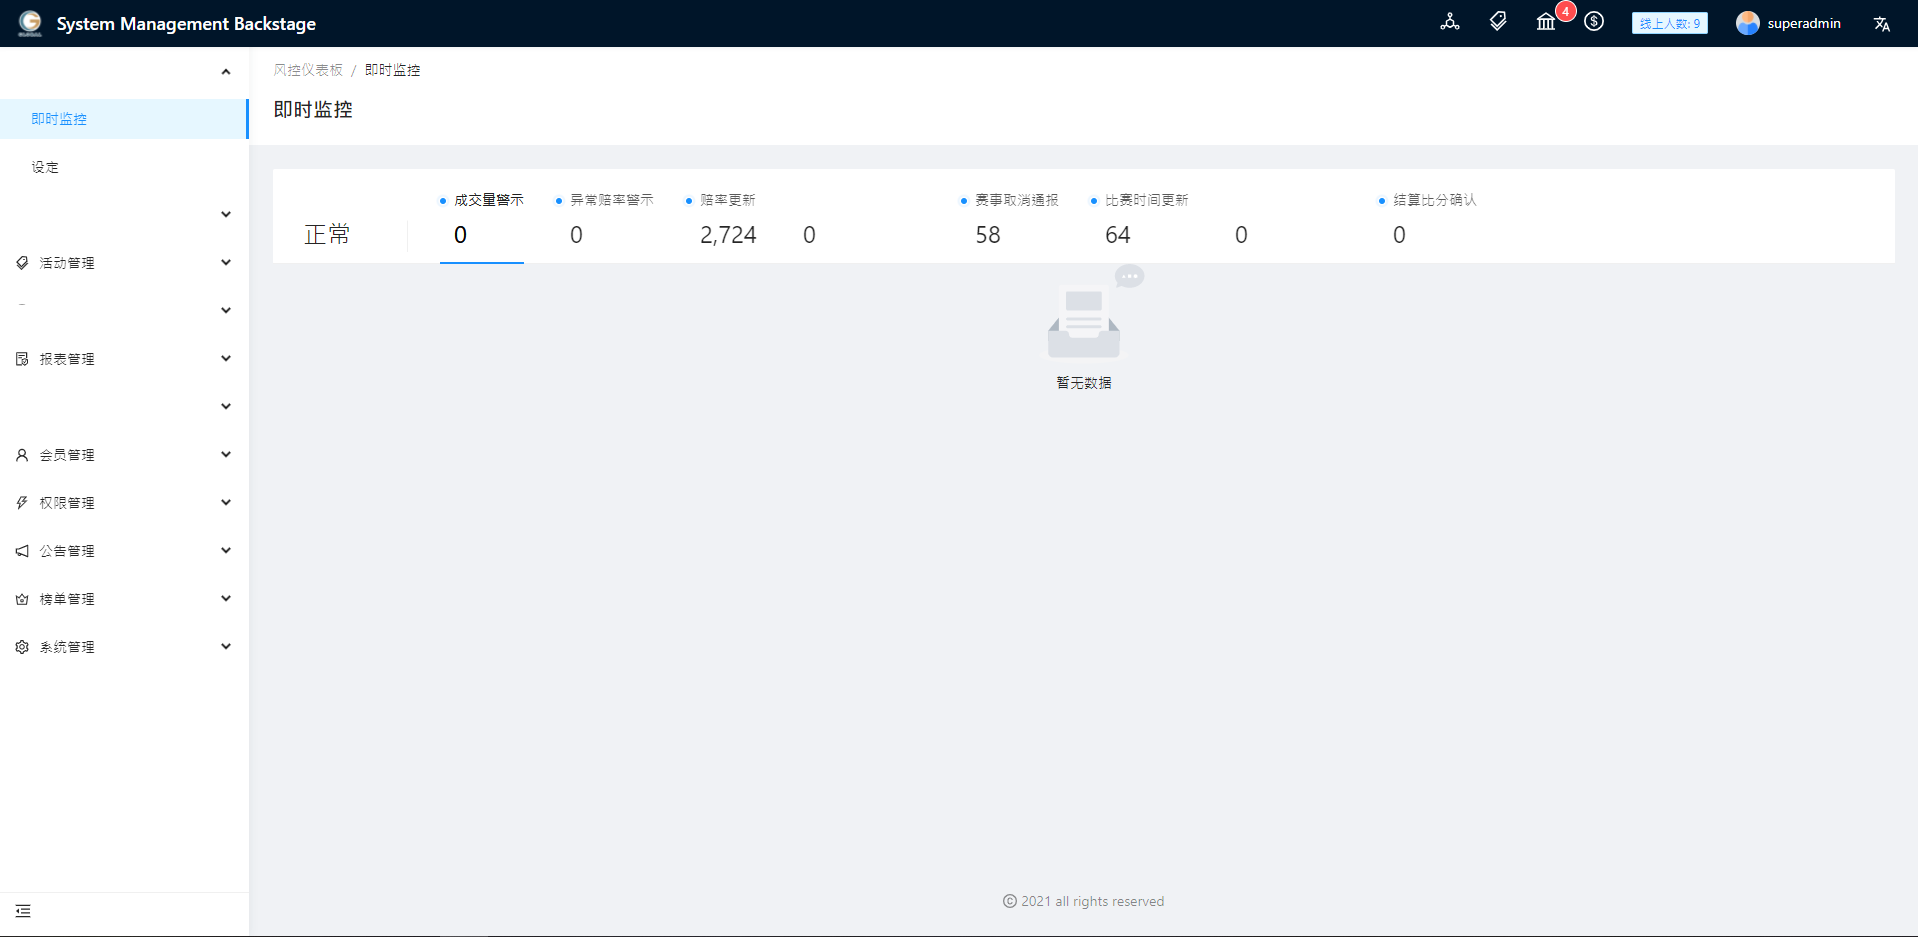 GLOBAL
System Management Backstage
4
线上人数: 9
superadmin
即时监控
设定
活动管理
报表管理
会员管理
权限管理
公告管理
榜单管理
系统管理
风控仪表板 / 即时监控
即时监控
正常
成交量警示
0
异常赔率警示
0
赔率更新
2,724
0
赛事取消通报
58
比赛时间更新
64
0
结算比分确认
0
暂无数据
© 2021 all rights reserved